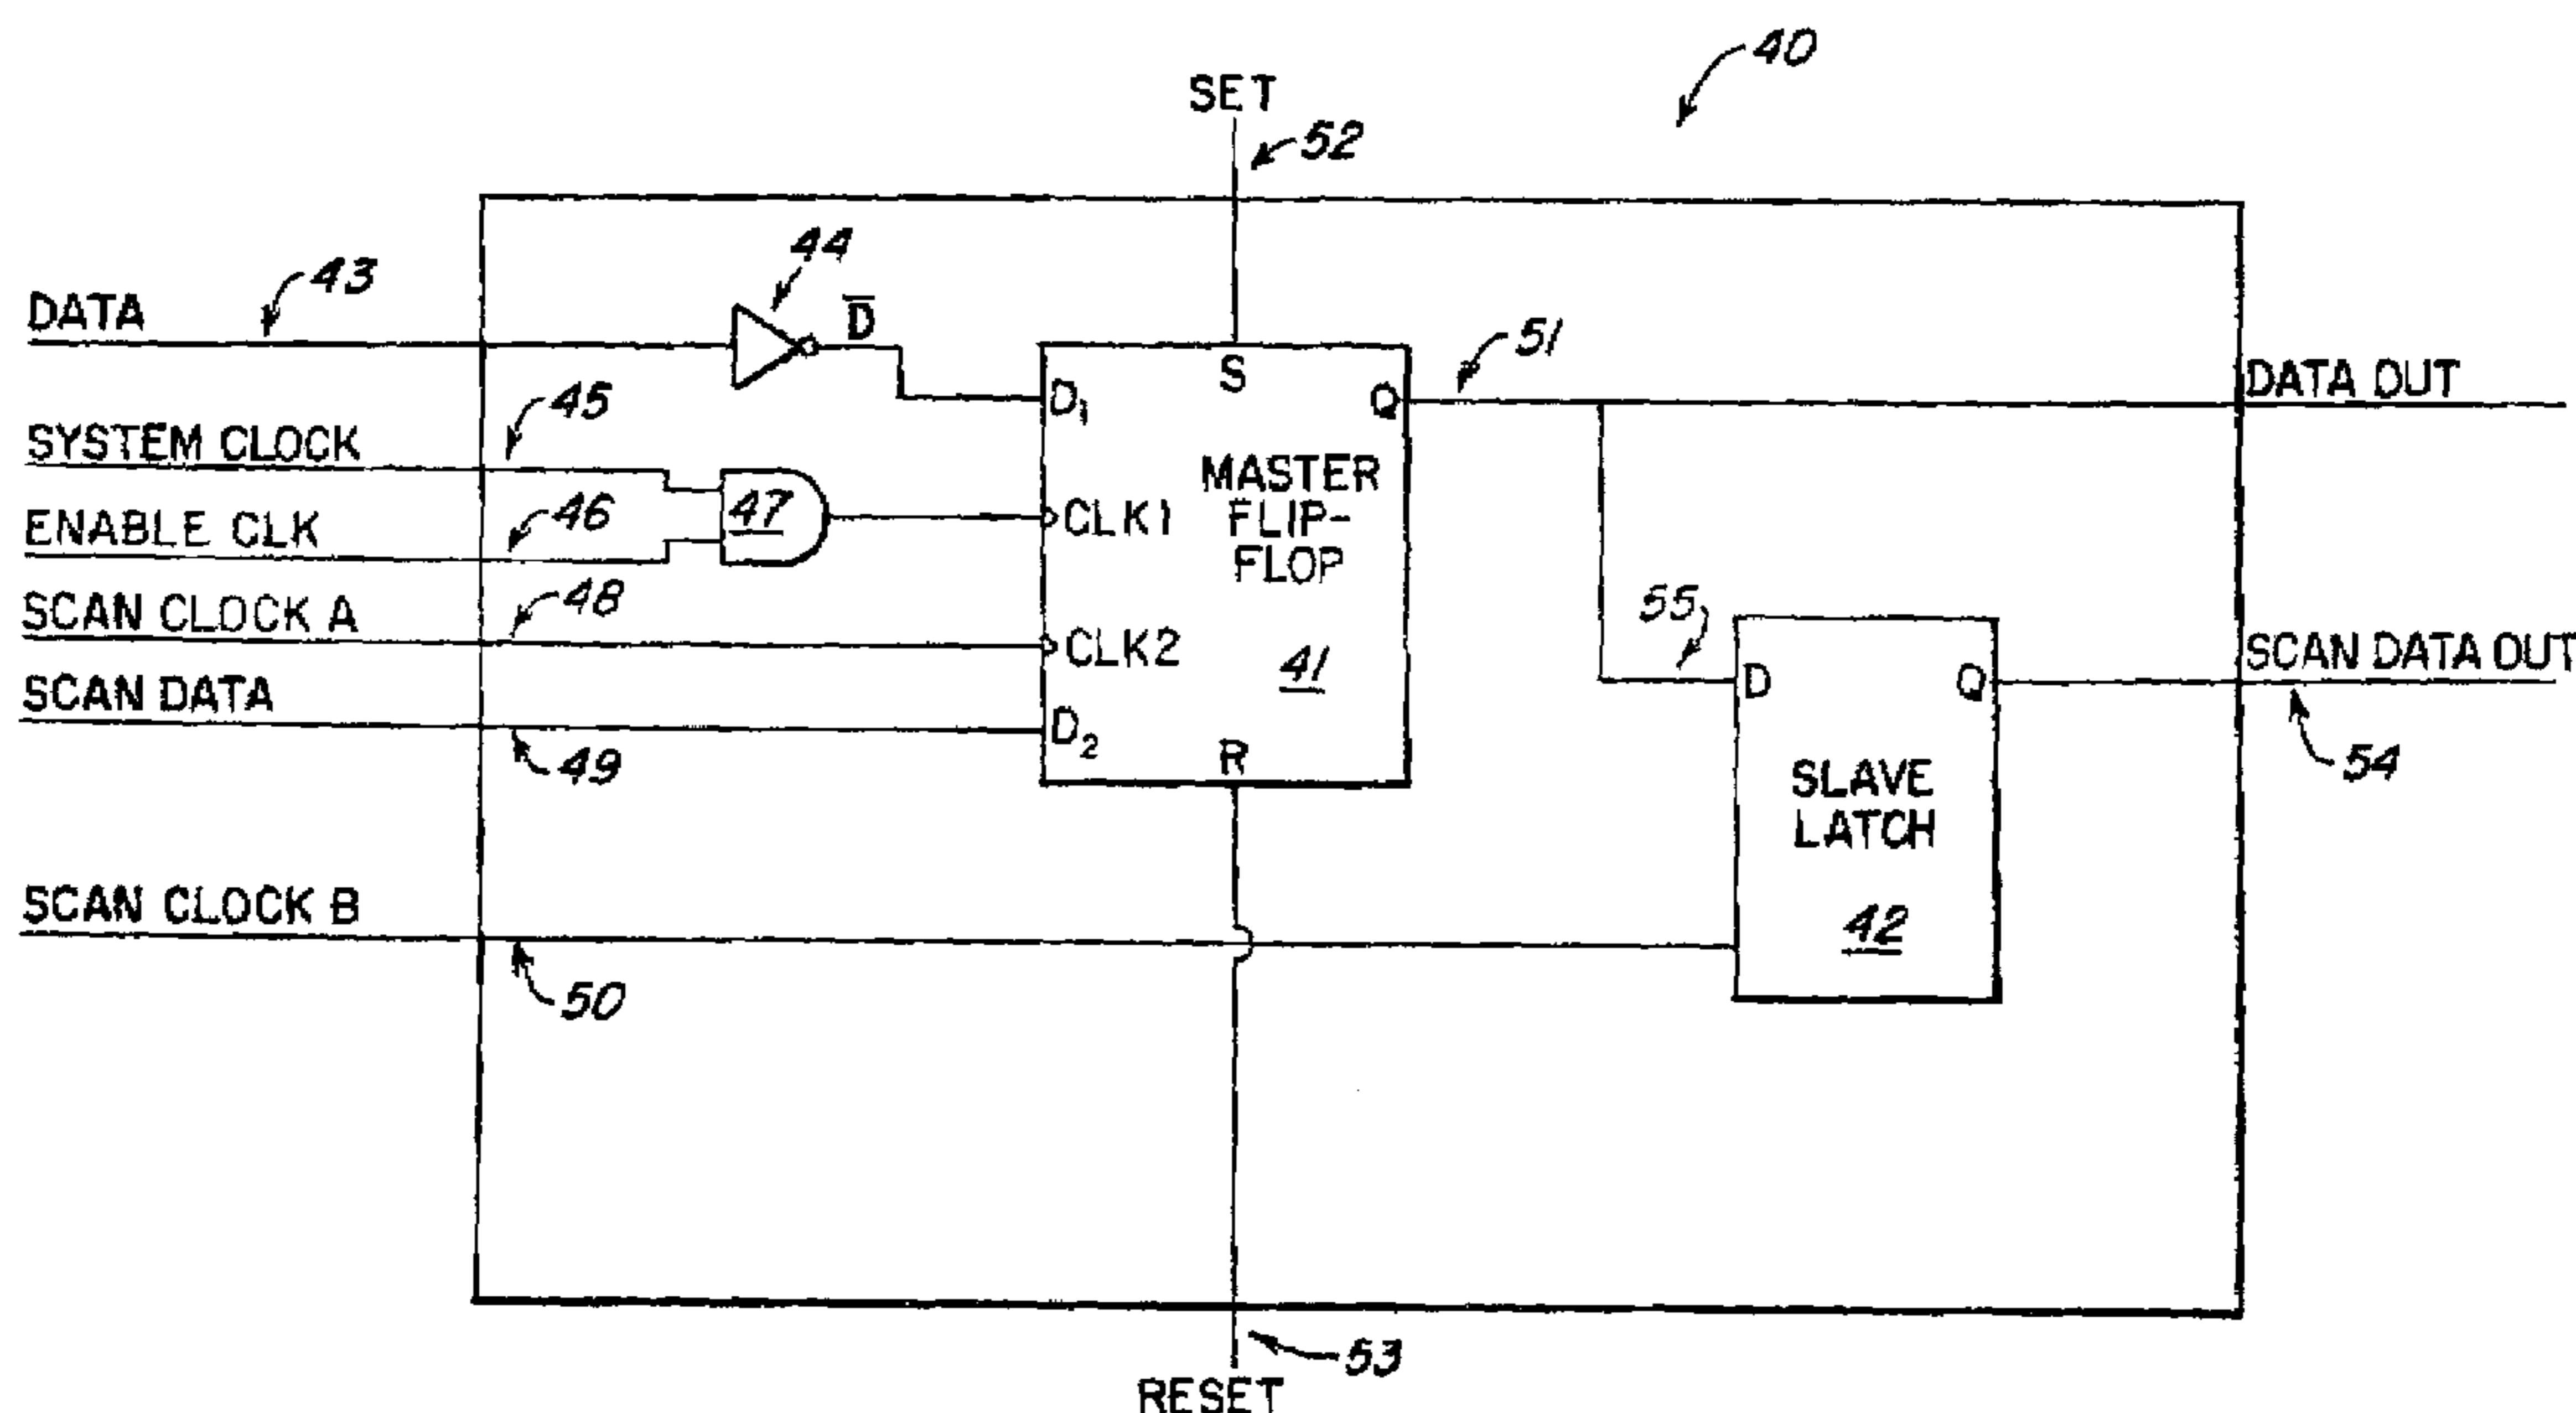 40
SET
52
44
43
DATA
D̅
51
S
D₁
Q
DATA OUT
45
SYSTEM CLOCK
MASTER
FLIP-
FLOP
47
CLK1
46
ENABLE CLK
48
SCAN CLOCK A
55
CLK2
41
D
Q
SCAN DATA OUT
SCAN DATA
D₂
R
49
54
SLAVE
LATCH
SCAN CLOCK B
42
50
53
RESET